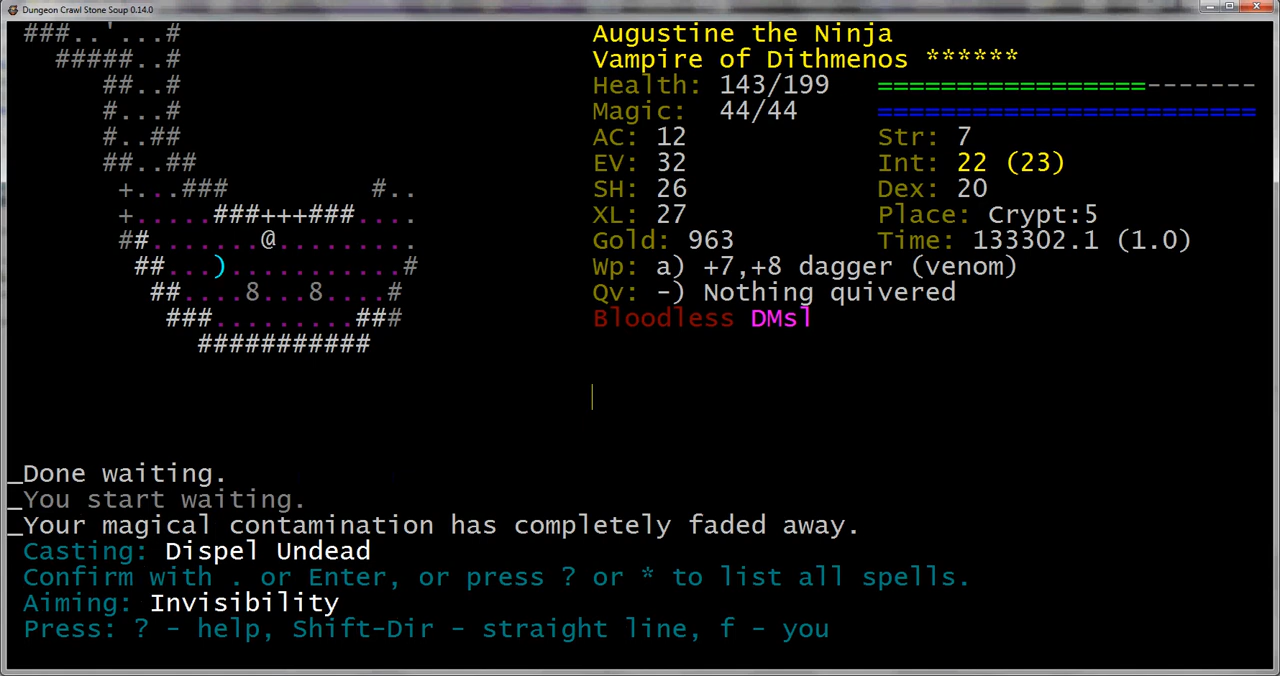 Dungeon Crawl Stone Soup 0.14.0
###..'...#
#####..#
##..#
#...#
#..##
##..##
+...### #..
+.....###+++###....
##.......@.........
##...)...........#
##....8...8....#
###.........###
###########
Augustine the Ninja
Vampire of Dithmenos ******
Health: 143/199 =================-------
Magic: 44/44 ========================
AC: 12 Str: 7
EV: 32 Int: 22 (23)
SH: 26 Dex: 20
XL: 27 Place: Crypt:5
Gold: 963 Time: 133302.1 (1.0)
Wp: a) +7,+8 dagger (venom)
Qv: -) Nothing quivered
Bloodless DMsl
_Done waiting.
_You start waiting.
_Your magical contamination has completely faded away.
Casting: Dispel Undead
Confirm with . or Enter, or press ? or * to list all spells.
Aiming: Invisibility
Press: ? - help, Shift-Dir - straight line, f - you